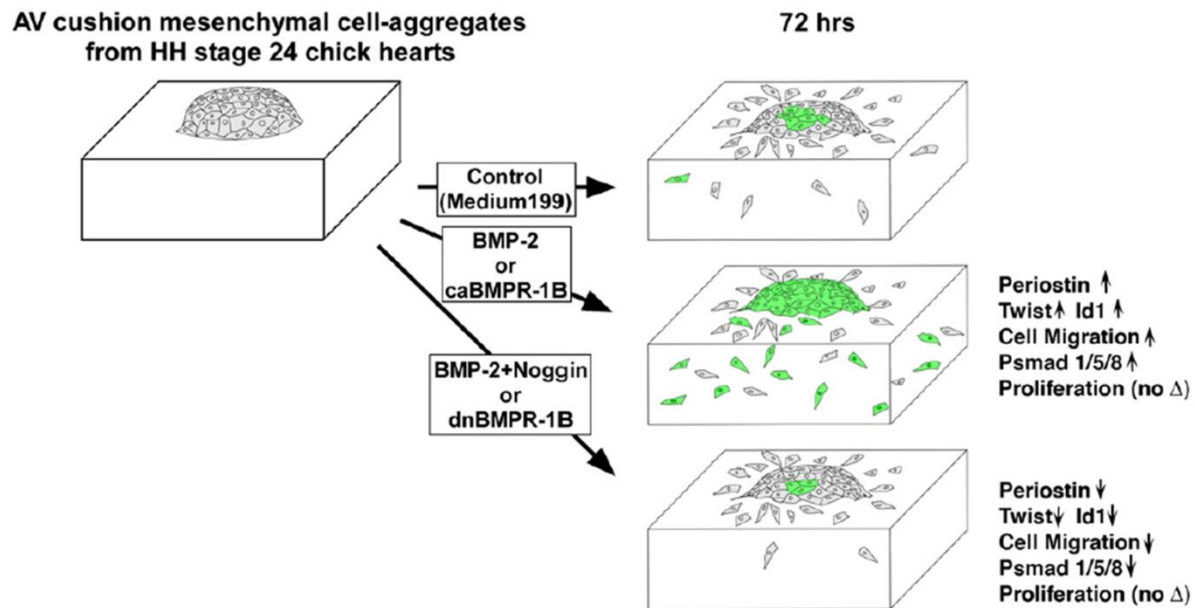 AV cushion mesenchymal cell-aggregates
from HH stage 24 chick hearts
72 hrs
Control
(Medium199)
BMP-2
or
caBMPR-1B
BMP-2+Noggin
or
dnBMPR-1B
Periostin ↑
Twist↑ Id1 ↑
Cell Migration ↑
Psmad 1/5/8 ↑
Proliferation (no Δ)
Periostin ↓
Twist↓ Id1↓
Cell Migration ↓
Psmad 1/5/8↓
Proliferation (no Δ)